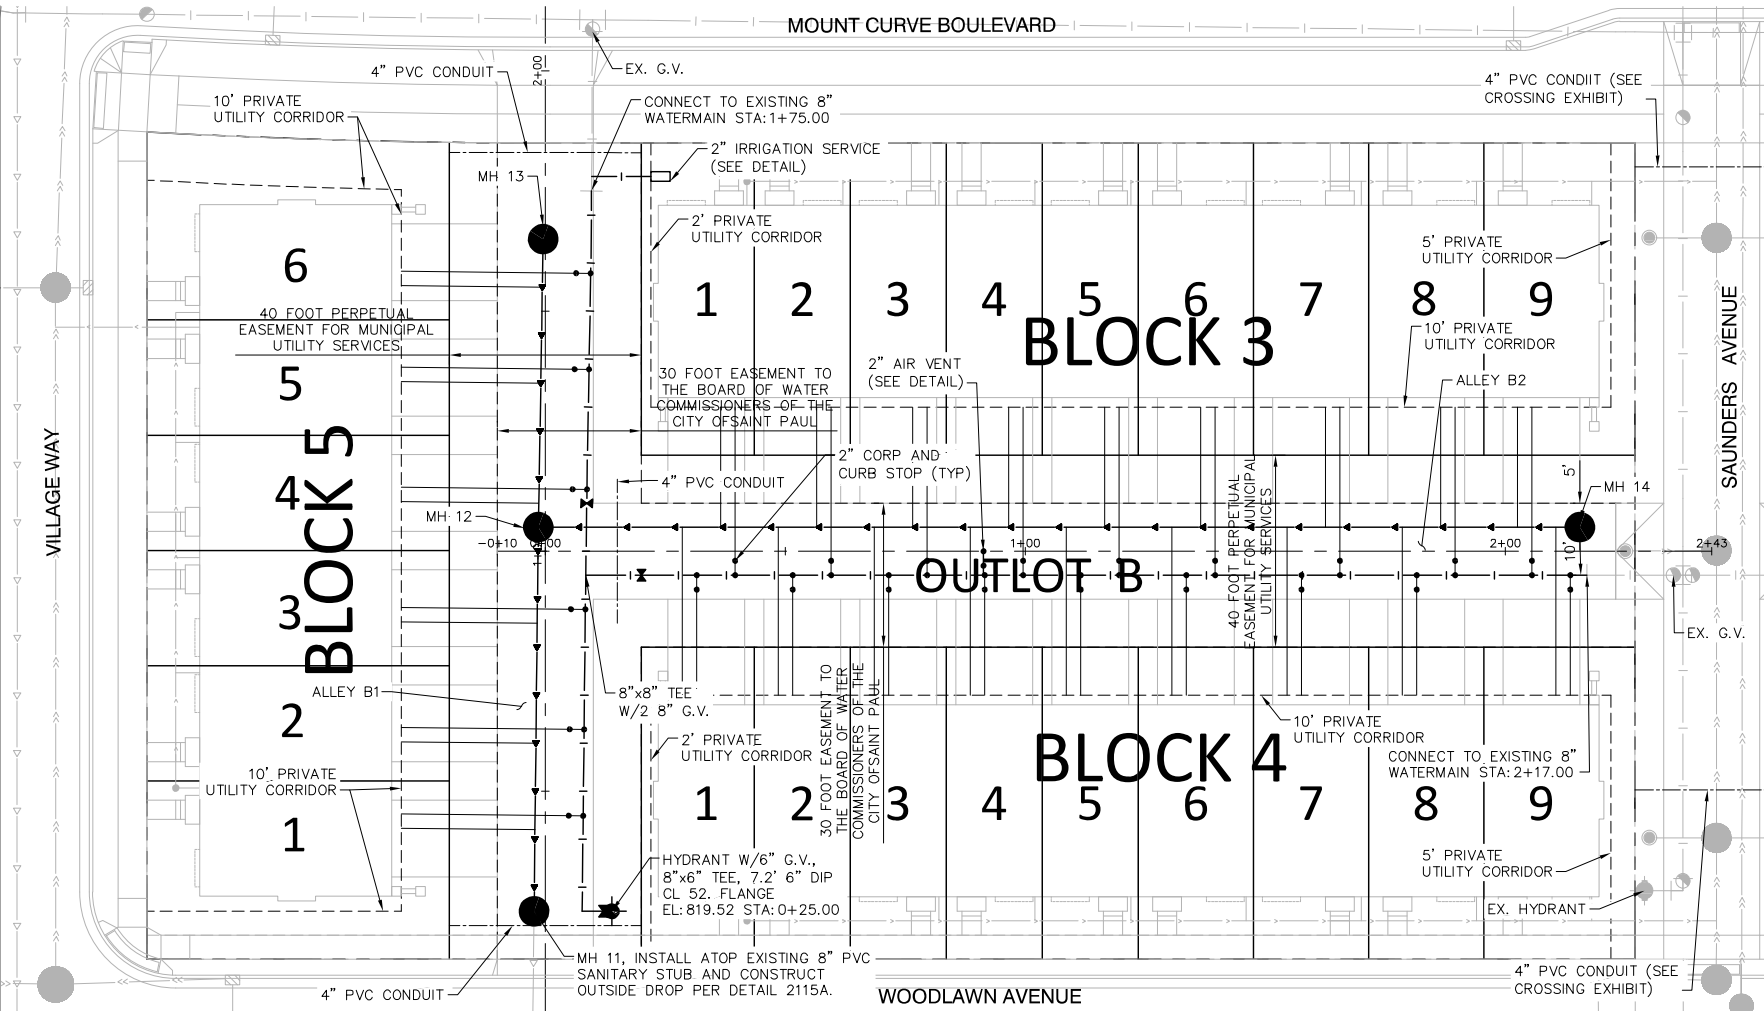 MOUNT CURVE BOULEVARD
4" PVC CONDUIT
2+00
EX. G.V.
10' PRIVATE
UTILITY CORRIDOR
CONNECT TO EXISTING 8"
WATERMAIN STA:1+75.00
4" PVC CONDIIT (SEE
CROSSING EXHIBIT)
2" IRRIGATION SERVICE
(SEE DETAIL)
MH 13
2' PRIVATE
UTILITY CORRIDOR
5' PRIVATE
UTILITY CORRIDOR
6
1
2
3
4
5
6
7
8
9
BLOCK 3
40 FOOT PERPETUAL
EASEMENT FOR MUNICIPAL
UTILITY SERVICES
10' PRIVATE
UTILITY CORRIDOR
SAUNDERS AVENUE
5
30 FOOT EASEMENT TO
THE BOARD OF WATER
COMMISSIONERS OF THE
CITY OFSAINT PAUL
2" AIR VENT
(SEE DETAIL)
ALLEY B2
VILLAGE WAY
BLOCK 5
4
2" CORP AND
CURB STOP (TYP)
4" PVC CONDUIT
40 FOOT PERPETUAL
EASEMENT FOR MUNICIPAL
UTILITY SERVICES
5'
MH 14
MH 12
-0+10
0+00
1+00
2+00
10'
2+43
OUTLOT B
3
EX. G.V.
ALLEY B1
8"x8" TEE
W/2 8" G.V.
30 FOOT EASEMENT TO
THE BOARD OF WATER
COMMISSIONERS OF THE
CITY OFSAINT PAUL
2
2' PRIVATE
UTILITY CORRIDOR
10' PRIVATE
UTILITY CORRIDOR
BLOCK 4
CONNECT TO EXISTING 8"
WATERMAIN STA:2+17.00
10' PRIVATE
UTILITY CORRIDOR
1
1
2
3
4
5
6
7
8
9
HYDRANT W/6" G.V.,
8"x6" TEE, 7.2' 6" DIP
CL 52. FLANGE
EL:819.52 STA:0+25.00
5' PRIVATE
UTILITY CORRIDOR
EX. HYDRANT
MH 11, INSTALL ATOP EXISTING 8" PVC
SANITARY STUB AND CONSTRUCT
OUTSIDE DROP PER DETAIL 2115A.
4" PVC CONDUIT
WOODLAWN AVENUE
4" PVC CONDUIT (SEE
CROSSING EXHIBIT)